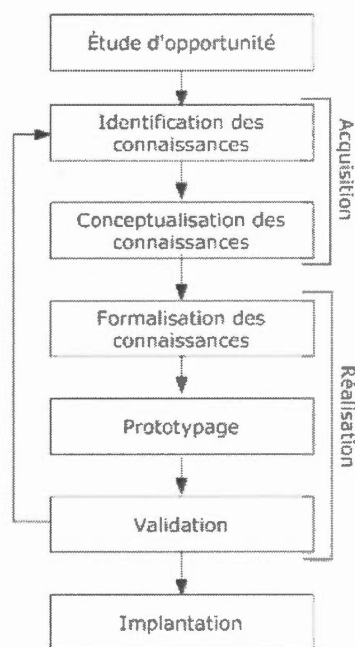 Étude d'opportunité
Identification des
connaissances
Conceptualisation des
connaissances
Acquisition
Formalisation des
connaissances
Prototypage
Validation
Réalisation
Implantation